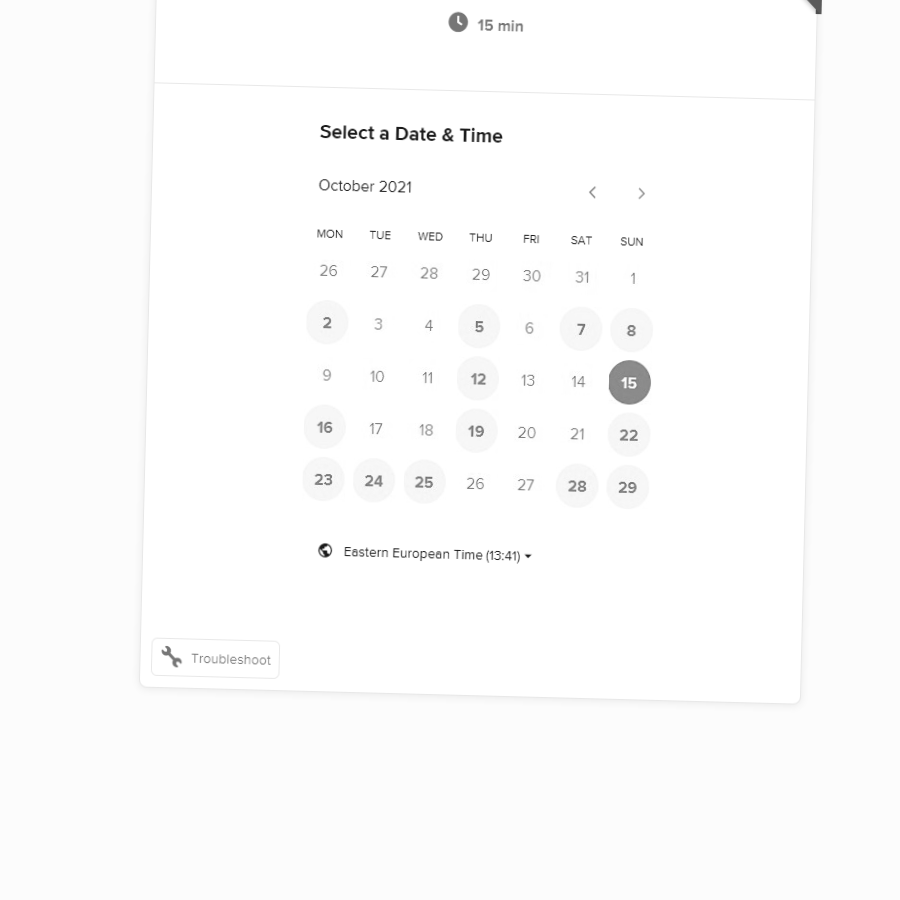 15 min
Select a Date & Time
October 2021
MON TUE WED THU FRI SAT SUN
26 27 28 29 30 31 1
2 3 4 5 6 7 8
9 10 11 12 13 14 15
16 17 18 19 20 21 22
23 24 25 26 27 28 29
Eastern European Time (13:41)
Troubleshoot